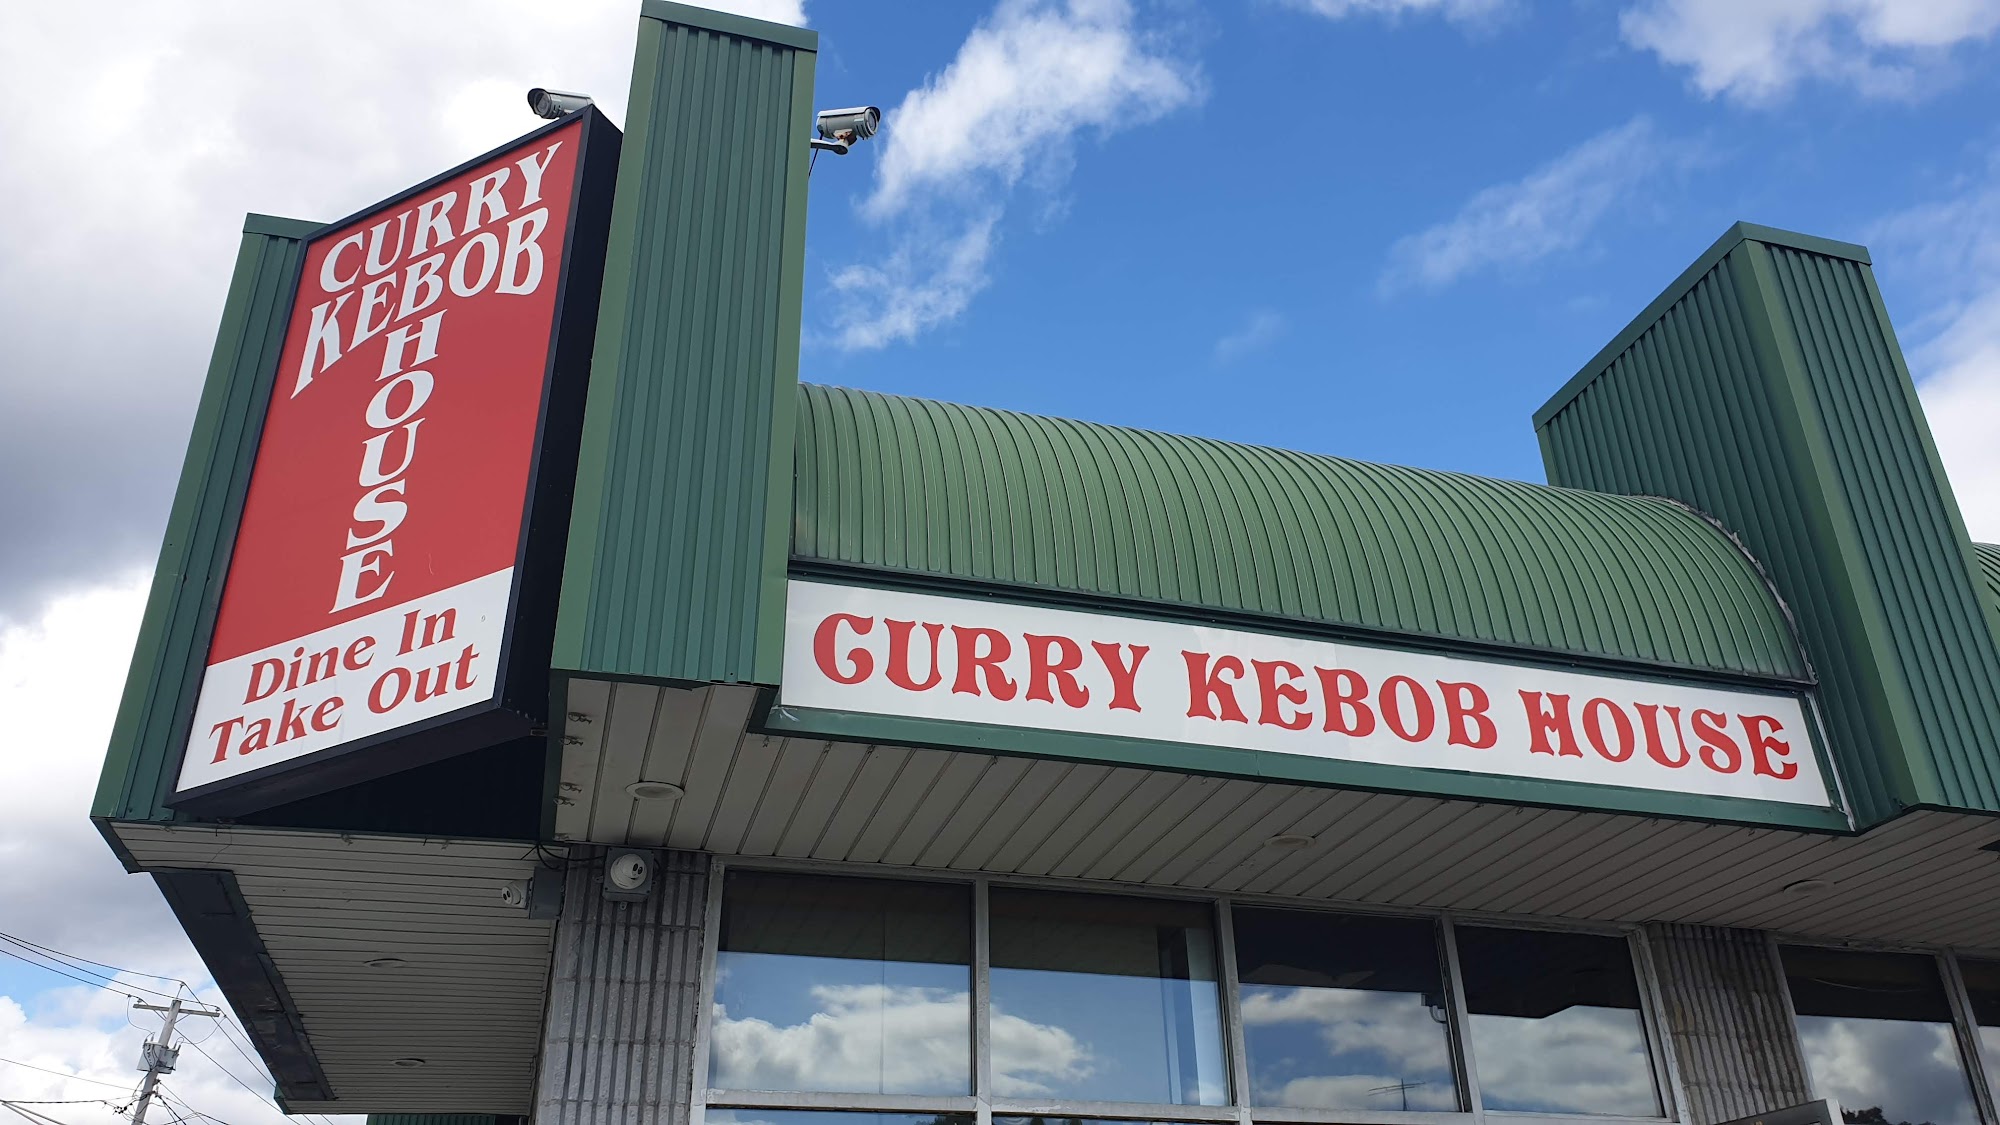 CURRY
KEBOB
HOUSE
Dine In
Take Out
CURRY KEBOB HOUSE